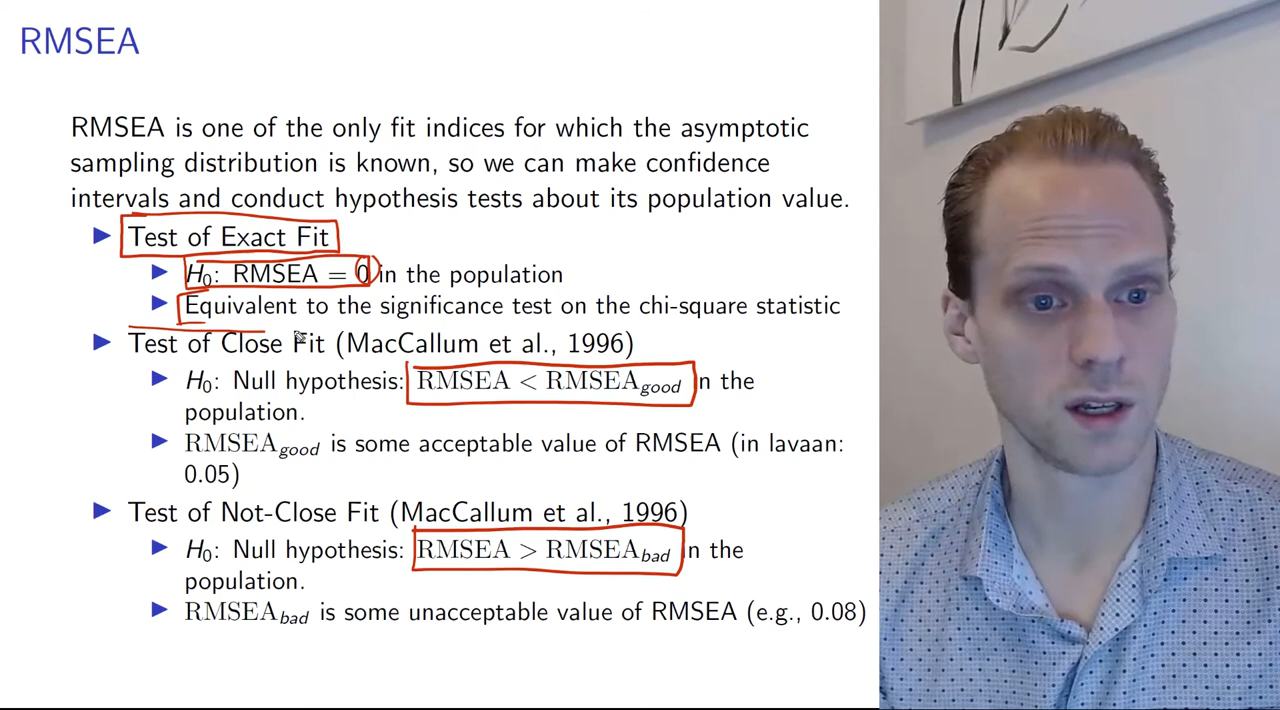 RMSEA
RMSEA is one of the only fit indices for which the asymptotic
sampling distribution is known, so we can make confidence
intervals and conduct hypothesis tests about its population value.
▶ Test of Exact Fit
▶ H₀: RMSEA = 0 in the population
▶ Equivalent to the significance test on the chi-square statistic
▶ Test of Close Fit (MacCallum et al., 1996)
▶ H₀: Null hypothesis: RMSEA < RMSEA_good in the
population.
▶ RMSEA_good is some acceptable value of RMSEA (in lavaan:
0.05)
▶ Test of Not-Close Fit (MacCallum et al., 1996)
▶ H₀: Null hypothesis: RMSEA > RMSEA_bad in the
population.
▶ RMSEA_bad is some unacceptable value of RMSEA (e.g., 0.08)